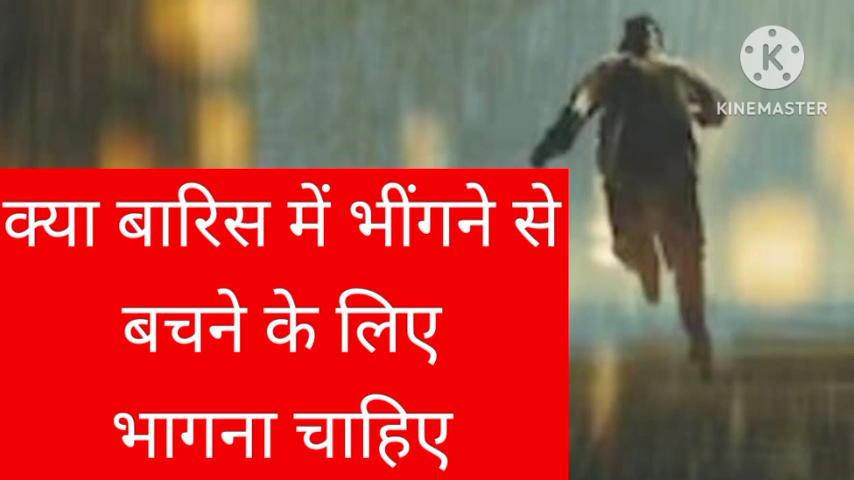 KINEMASTER
क्या बारिस में भींगने से
बचने के लिए
भागना चाहिए